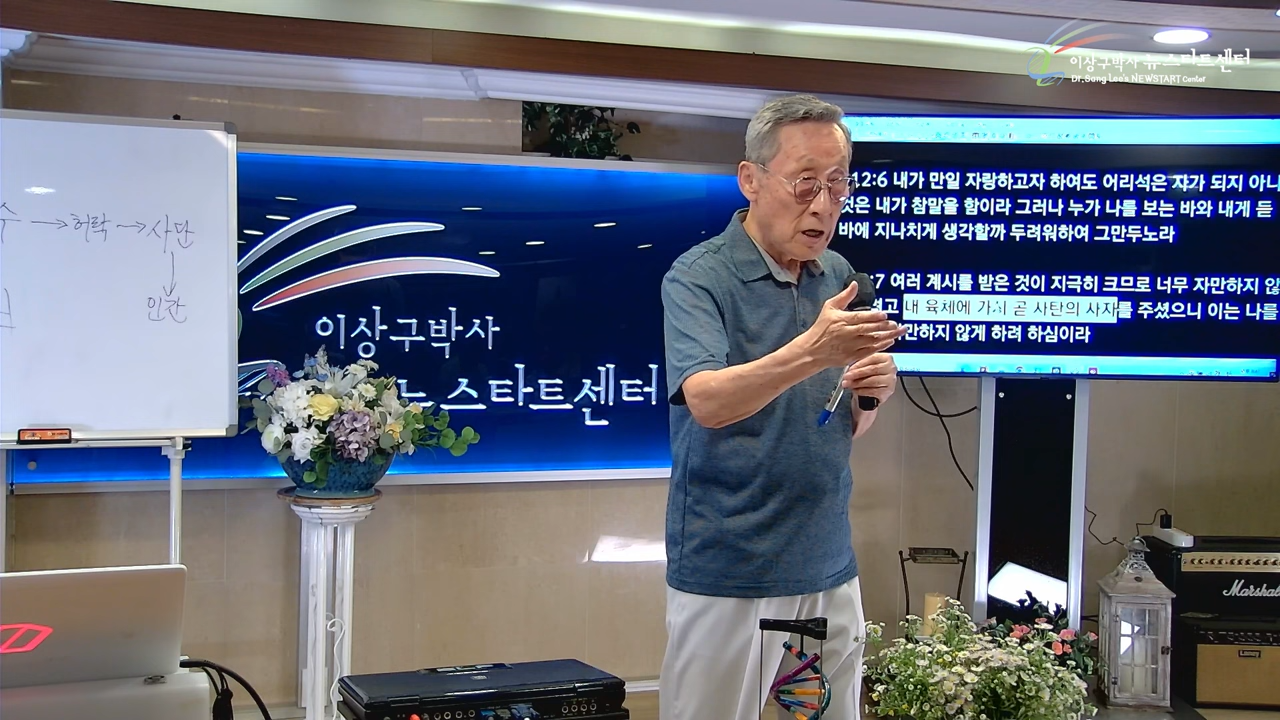 이상구박사 뉴스타트센터
Dr.Sang Lee's NEWSTART Center
→허락→사단
인간
이상구박사
뉴스타트센터
12:6 내가 만일 자랑하고자 하여도 어리석은 자가 되지 아니
것은 내가 참말을 함이라 그러나 누가 나를 보는 바와 내게 듣
바에 지나치게 생각할까 두려워하여 그만두노라
7 여러 계시를 받은 것이 지극히 크므로 너무 자만하지 않
고 내 육체에 가시 곧 사탄의 사자를 주셨으니 이는 나를
만하지 않게 하려 하심이라
Marshal
Laney